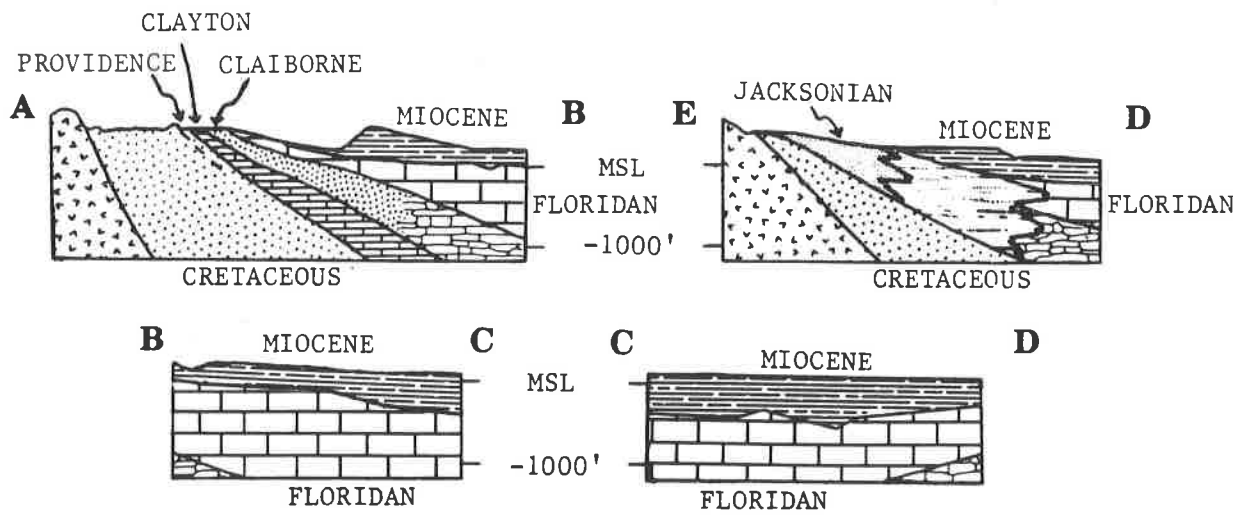 CLAYTON
PROVIDENCE CLAIBORNE
A MIOCENE B
MSL
FLORIDAN
-1000'
CRETACEOUS
JACKSONIAN
E MIOCENE D
FLORIDAN
CRETACEOUS
B MIOCENE C
MSL
-1000'
FLORIDAN
C MIOCENE D
FLORIDAN